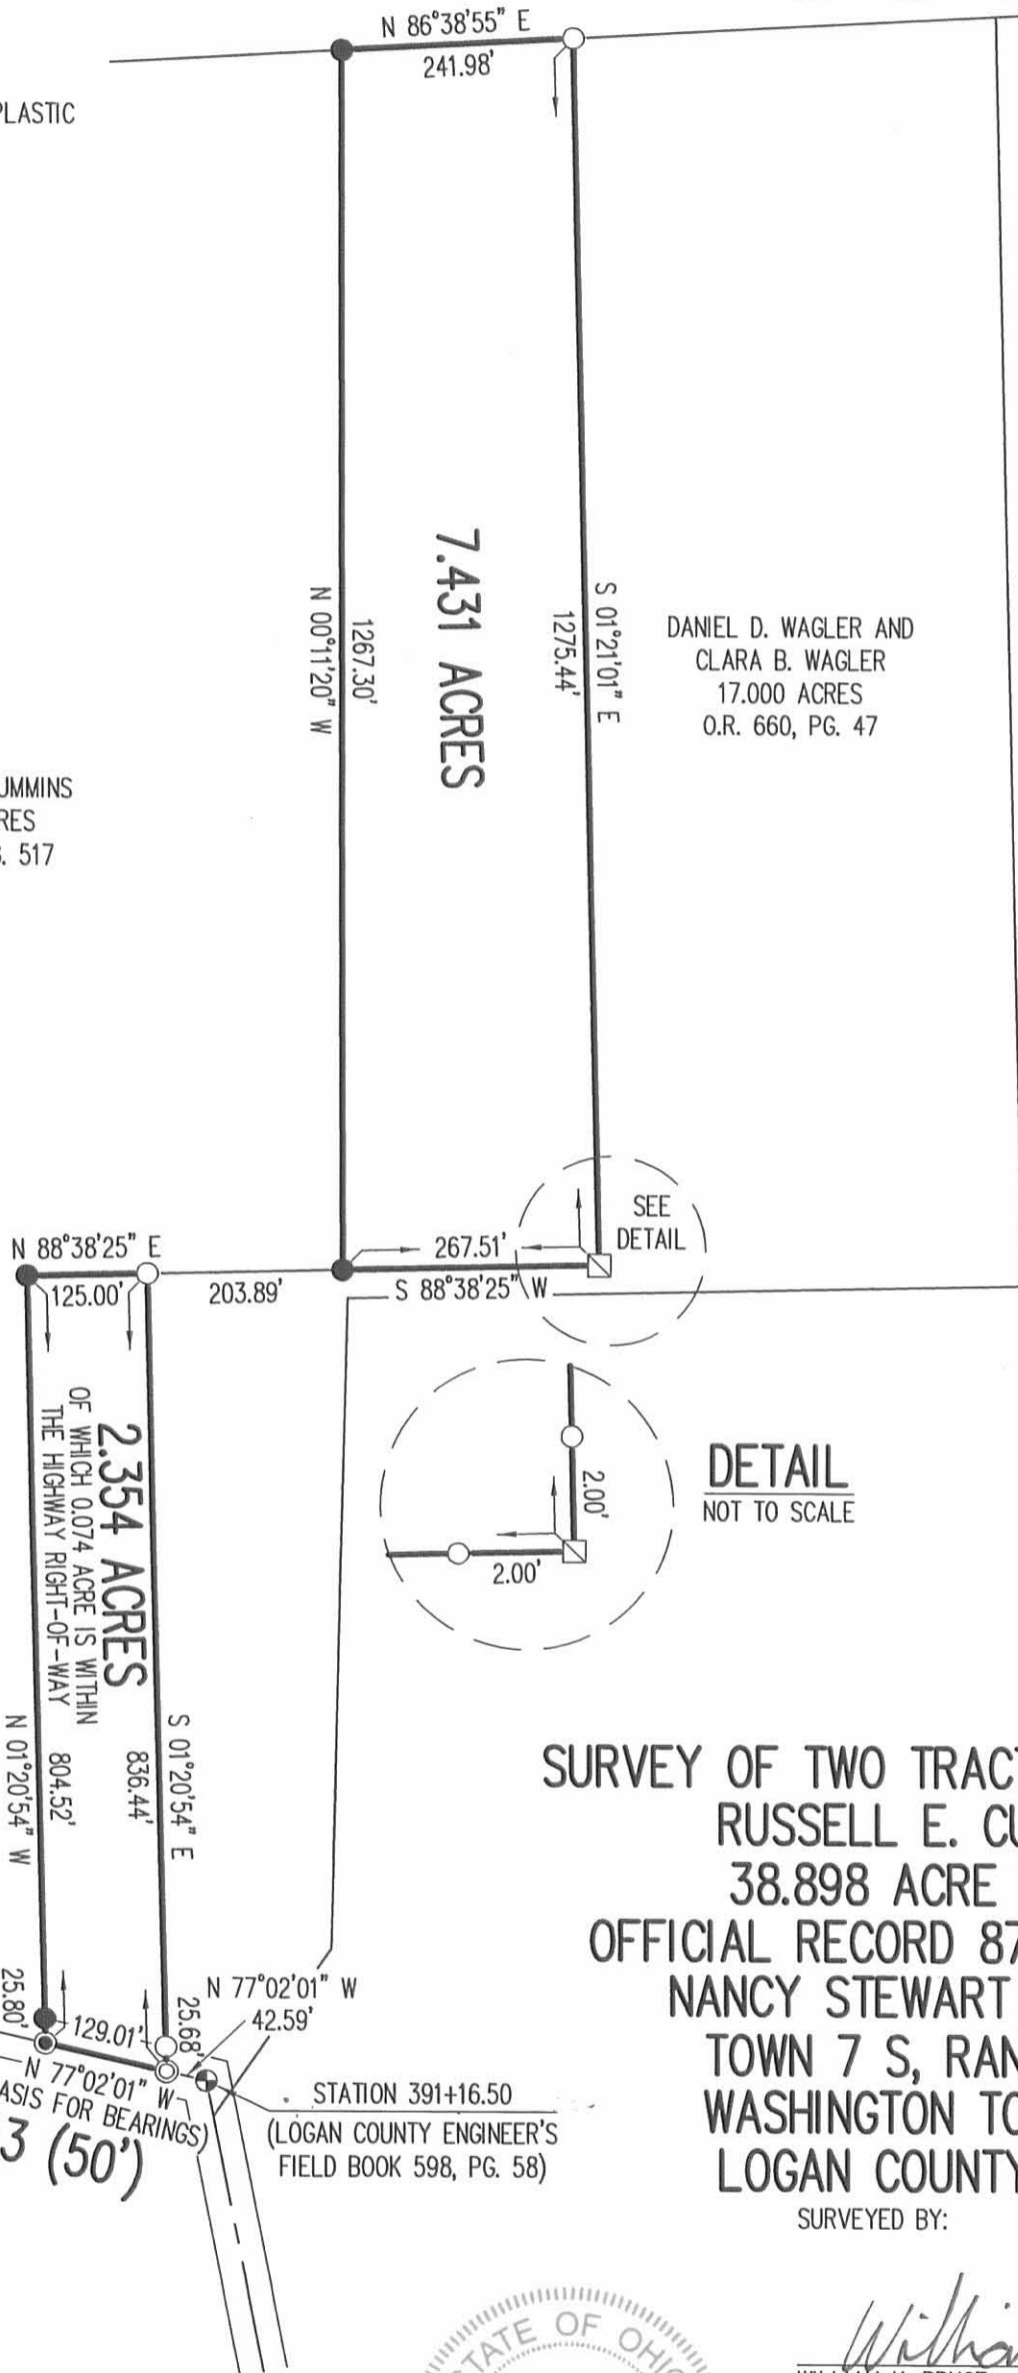 N 86°38'55" E
241.98'
PLASTIC
7.431 ACRES
1267.30'
N 00°11'20" W
S 01°21'01" E
1275.44'
DANIEL D. WAGLER AND
CLARA B. WAGLER
17.000 ACRES
O.R. 660, PG. 47
UMMINS
RES
. 517
SEE
DETAIL
N 88°38'25" E
125.00'
203.89'
267.51'
S 88°38'25" W
2.00'
2.00'
DETAIL
NOT TO SCALE
2.354 ACRES
OF WHICH 0.074 ACRE IS WITHIN
THE HIGHWAY RIGHT-OF-WAY
S 01°20'54" E
836.44'
804.52'
N 01°20'54" W
25.80'
129.01'
25.68'
N 77°02'01" W
42.59'
N 77°02'01" W
ASIS FOR BEARINGS)
3 (50')
STATION 391+16.50
(LOGAN COUNTY ENGINEER'S
FIELD BOOK 598, PG. 58)
SURVEY OF TWO TRAC
RUSSELL E. CU
38.898 ACRE
OFFICIAL RECORD 87
NANCY STEWART
TOWN 7 S, RAN
WASHINGTON TO
LOGAN COUNTY
SURVEYED BY:
STATE OF OHIO
Willia